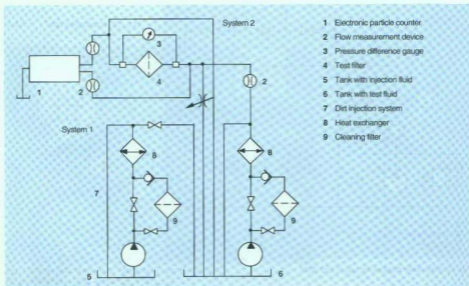 System 2
1 Electronic particle counter
2 Flow measurement device
3 Pressure difference gauge
4 Test filter
5 Tank with injection fluid
6 Tank with test fluid
7 Dirt injection system
8 Heat exchanger
9 Cleaning filter
3
4
1
2
2
System 1
8
8
7
9
9
5
6